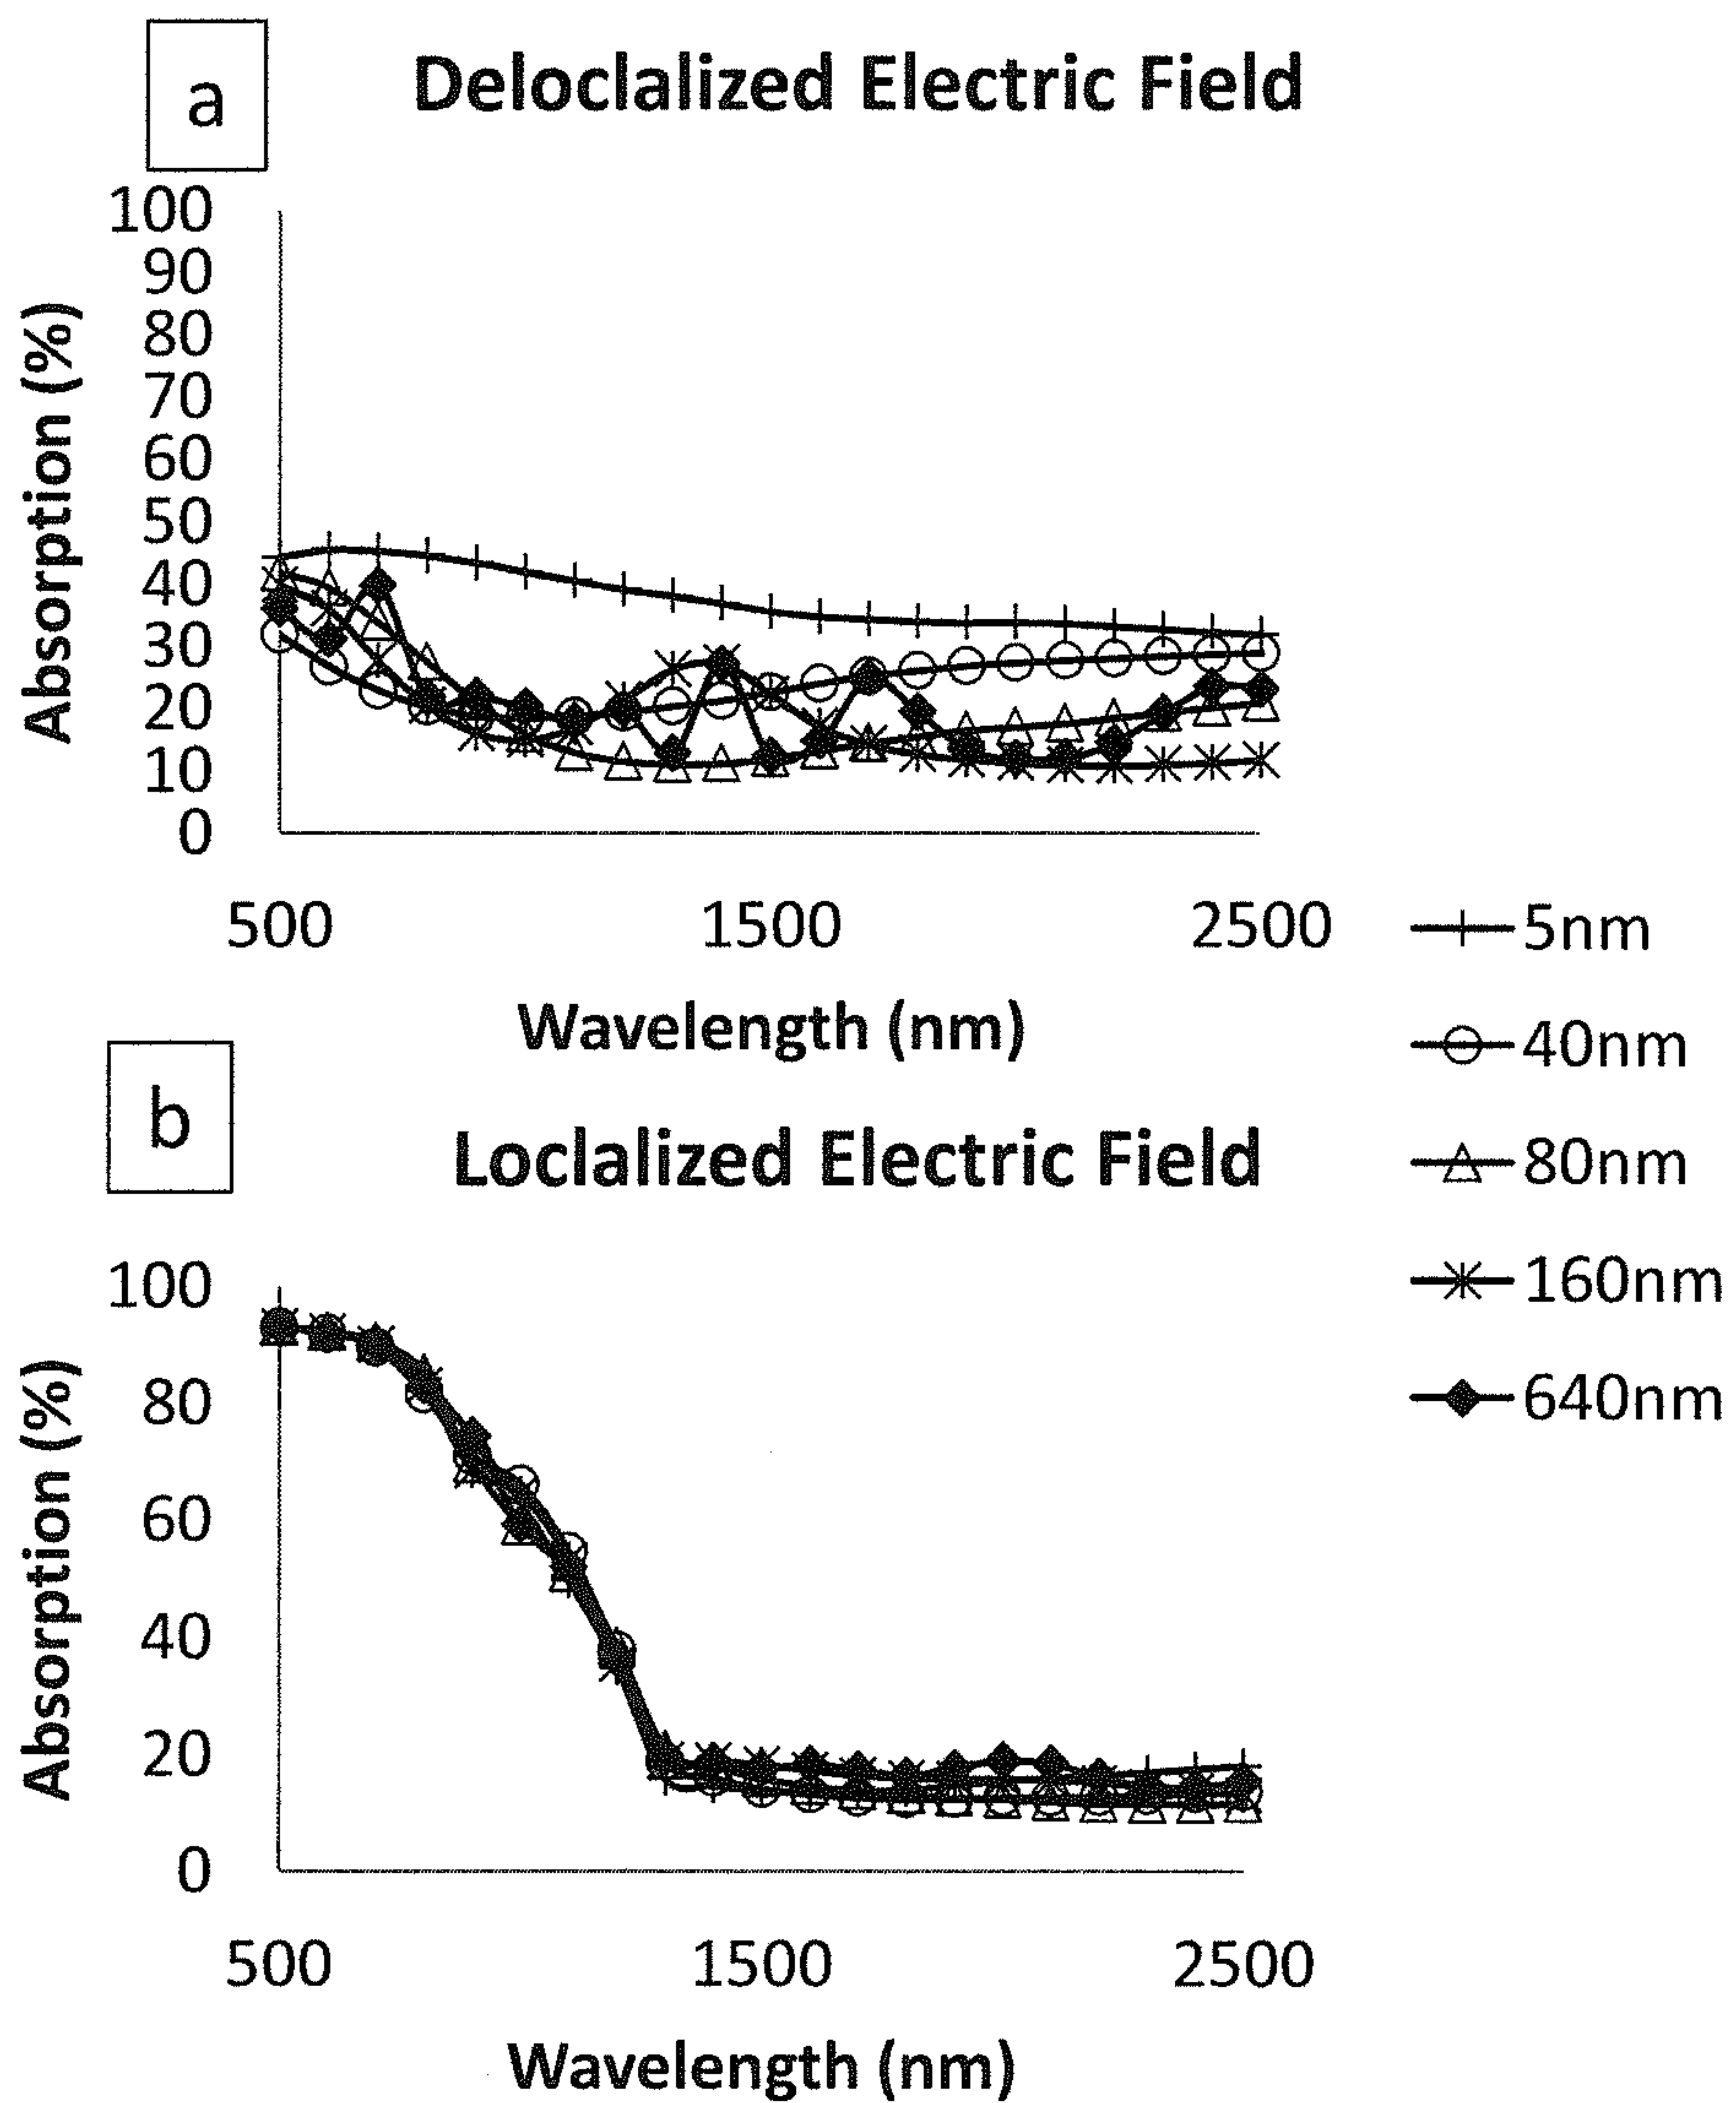 a
Deloclalized Electric Field
100
90
80
70
60
50
40
30
20
10
0
Absorption (%)
500 1500 2500
Wavelength (nm)
5nm
40nm
80nm
160nm
640nm
b
Loclalized Electric Field
100
80
60
40
20
0
Absorption (%)
500 1500 2500
Wavelength (nm)